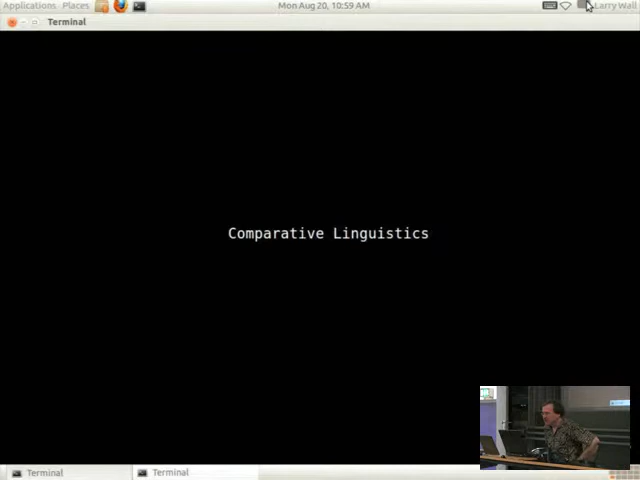 Applications Places Mon Aug 20, 10:59 AM Larry Wall
Terminal
Comparative Linguistics
Terminal Terminal